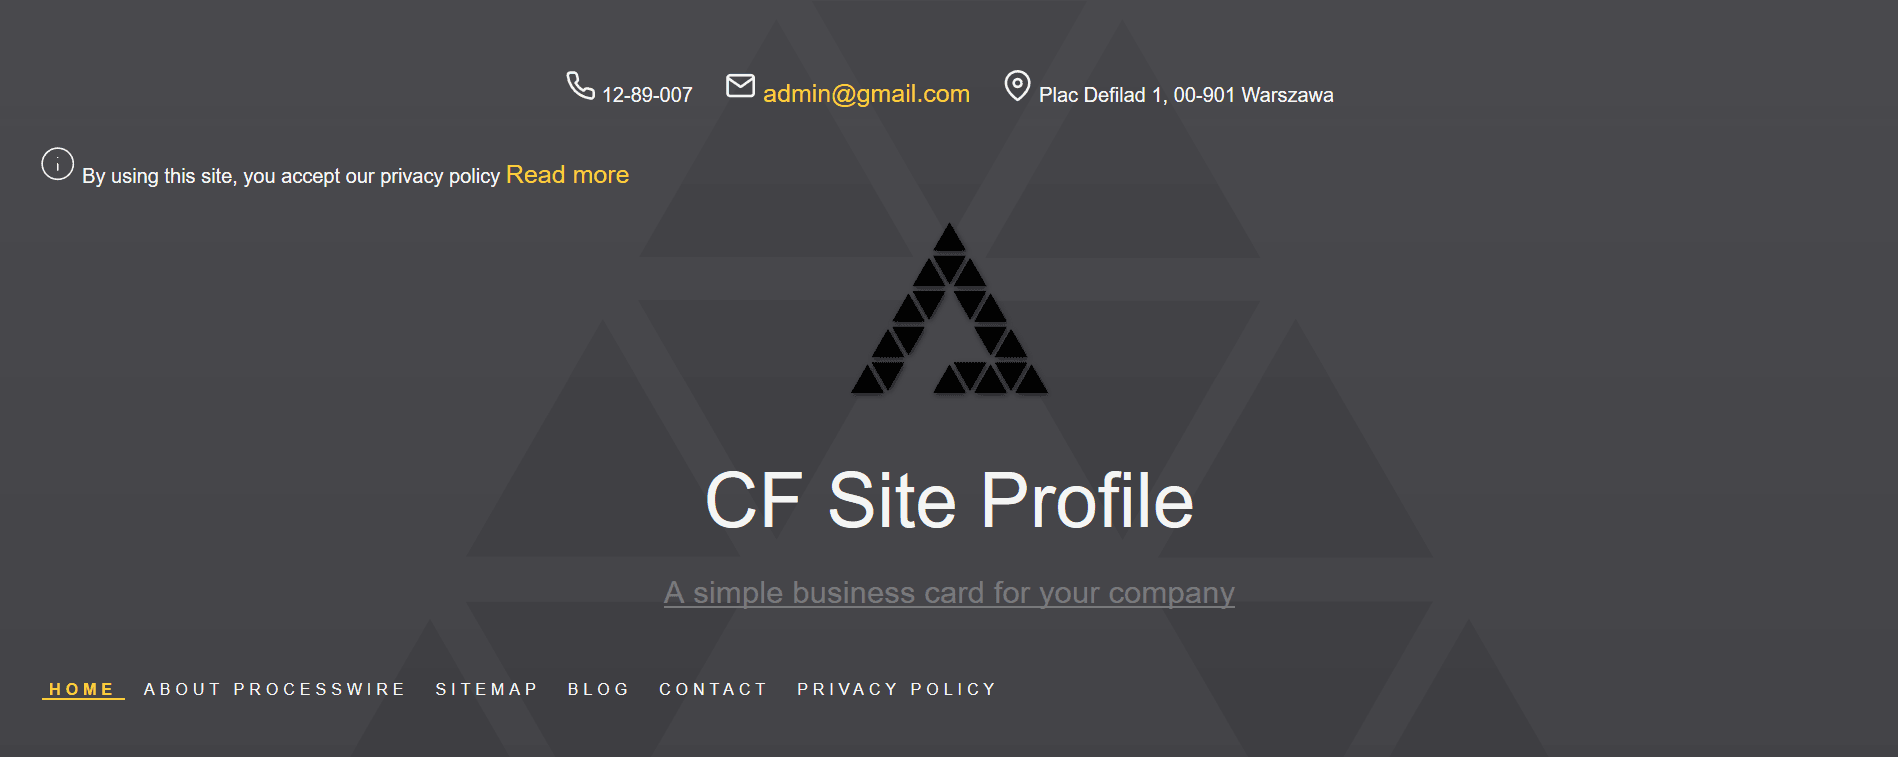 12-89-007 admin@gmail.com Plac Defilad 1, 00-901 Warszawa
By using this site, you accept our privacy policy Read more
CF Site Profile
A simple business card for your company
HOME ABOUT PROCESSWIRE SITEMAP BLOG CONTACT PRIVACY POLICY